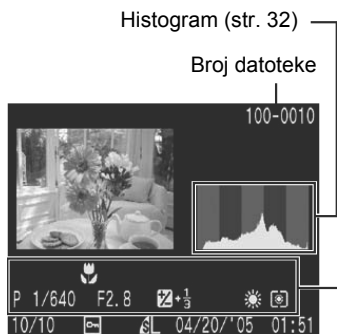 Histogram (str. 32)
Broj datoteke
100-0010
P 1/640 F2.8 +1/3
10/10 L 04/20/'05 01:51